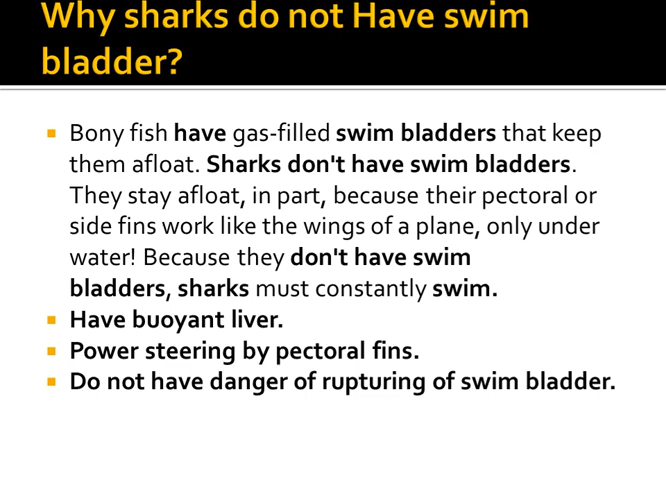 Why sharks do not Have swim
bladder?
Bony fish have gas-filled swim bladders that keep
them afloat. Sharks don't have swim bladders.
They stay afloat, in part, because their pectoral or
side fins work like the wings of a plane, only under
water! Because they don't have swim
bladders, sharks must constantly swim.
Have buoyant liver.
Power steering by pectoral fins.
Do not have danger of rupturing of swim bladder.